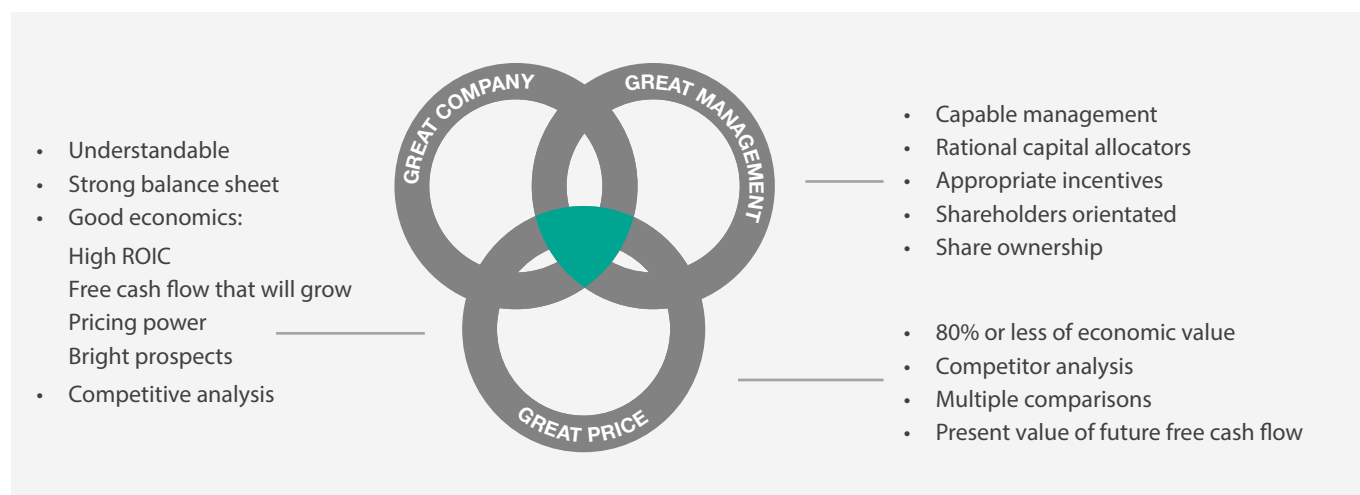 GREAT COMPANY
GREAT MANAGEMENT
GREAT PRICE
• Understandable
• Strong balance sheet
• Good economics:
High ROIC
Free cash flow that will grow
Pricing power
Bright prospects
• Competitive analysis
• Capable management
• Rational capital allocators
• Appropriate incentives
• Shareholders orientated
• Share ownership
• 80% or less of economic value
• Competitor analysis
• Multiple comparisons
• Present value of future free cash flow